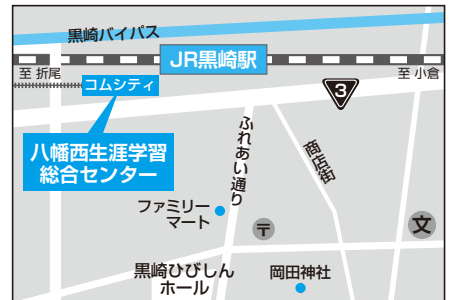 黒崎バイパス
JR黒崎駅
至 折尾
コムシティ
至 小倉
3
八幡西生涯学習
総合センター
ふれあい通り
商店街
ファミリー
マート
〒
文
黒崎ひびしん
ホール
岡田神社